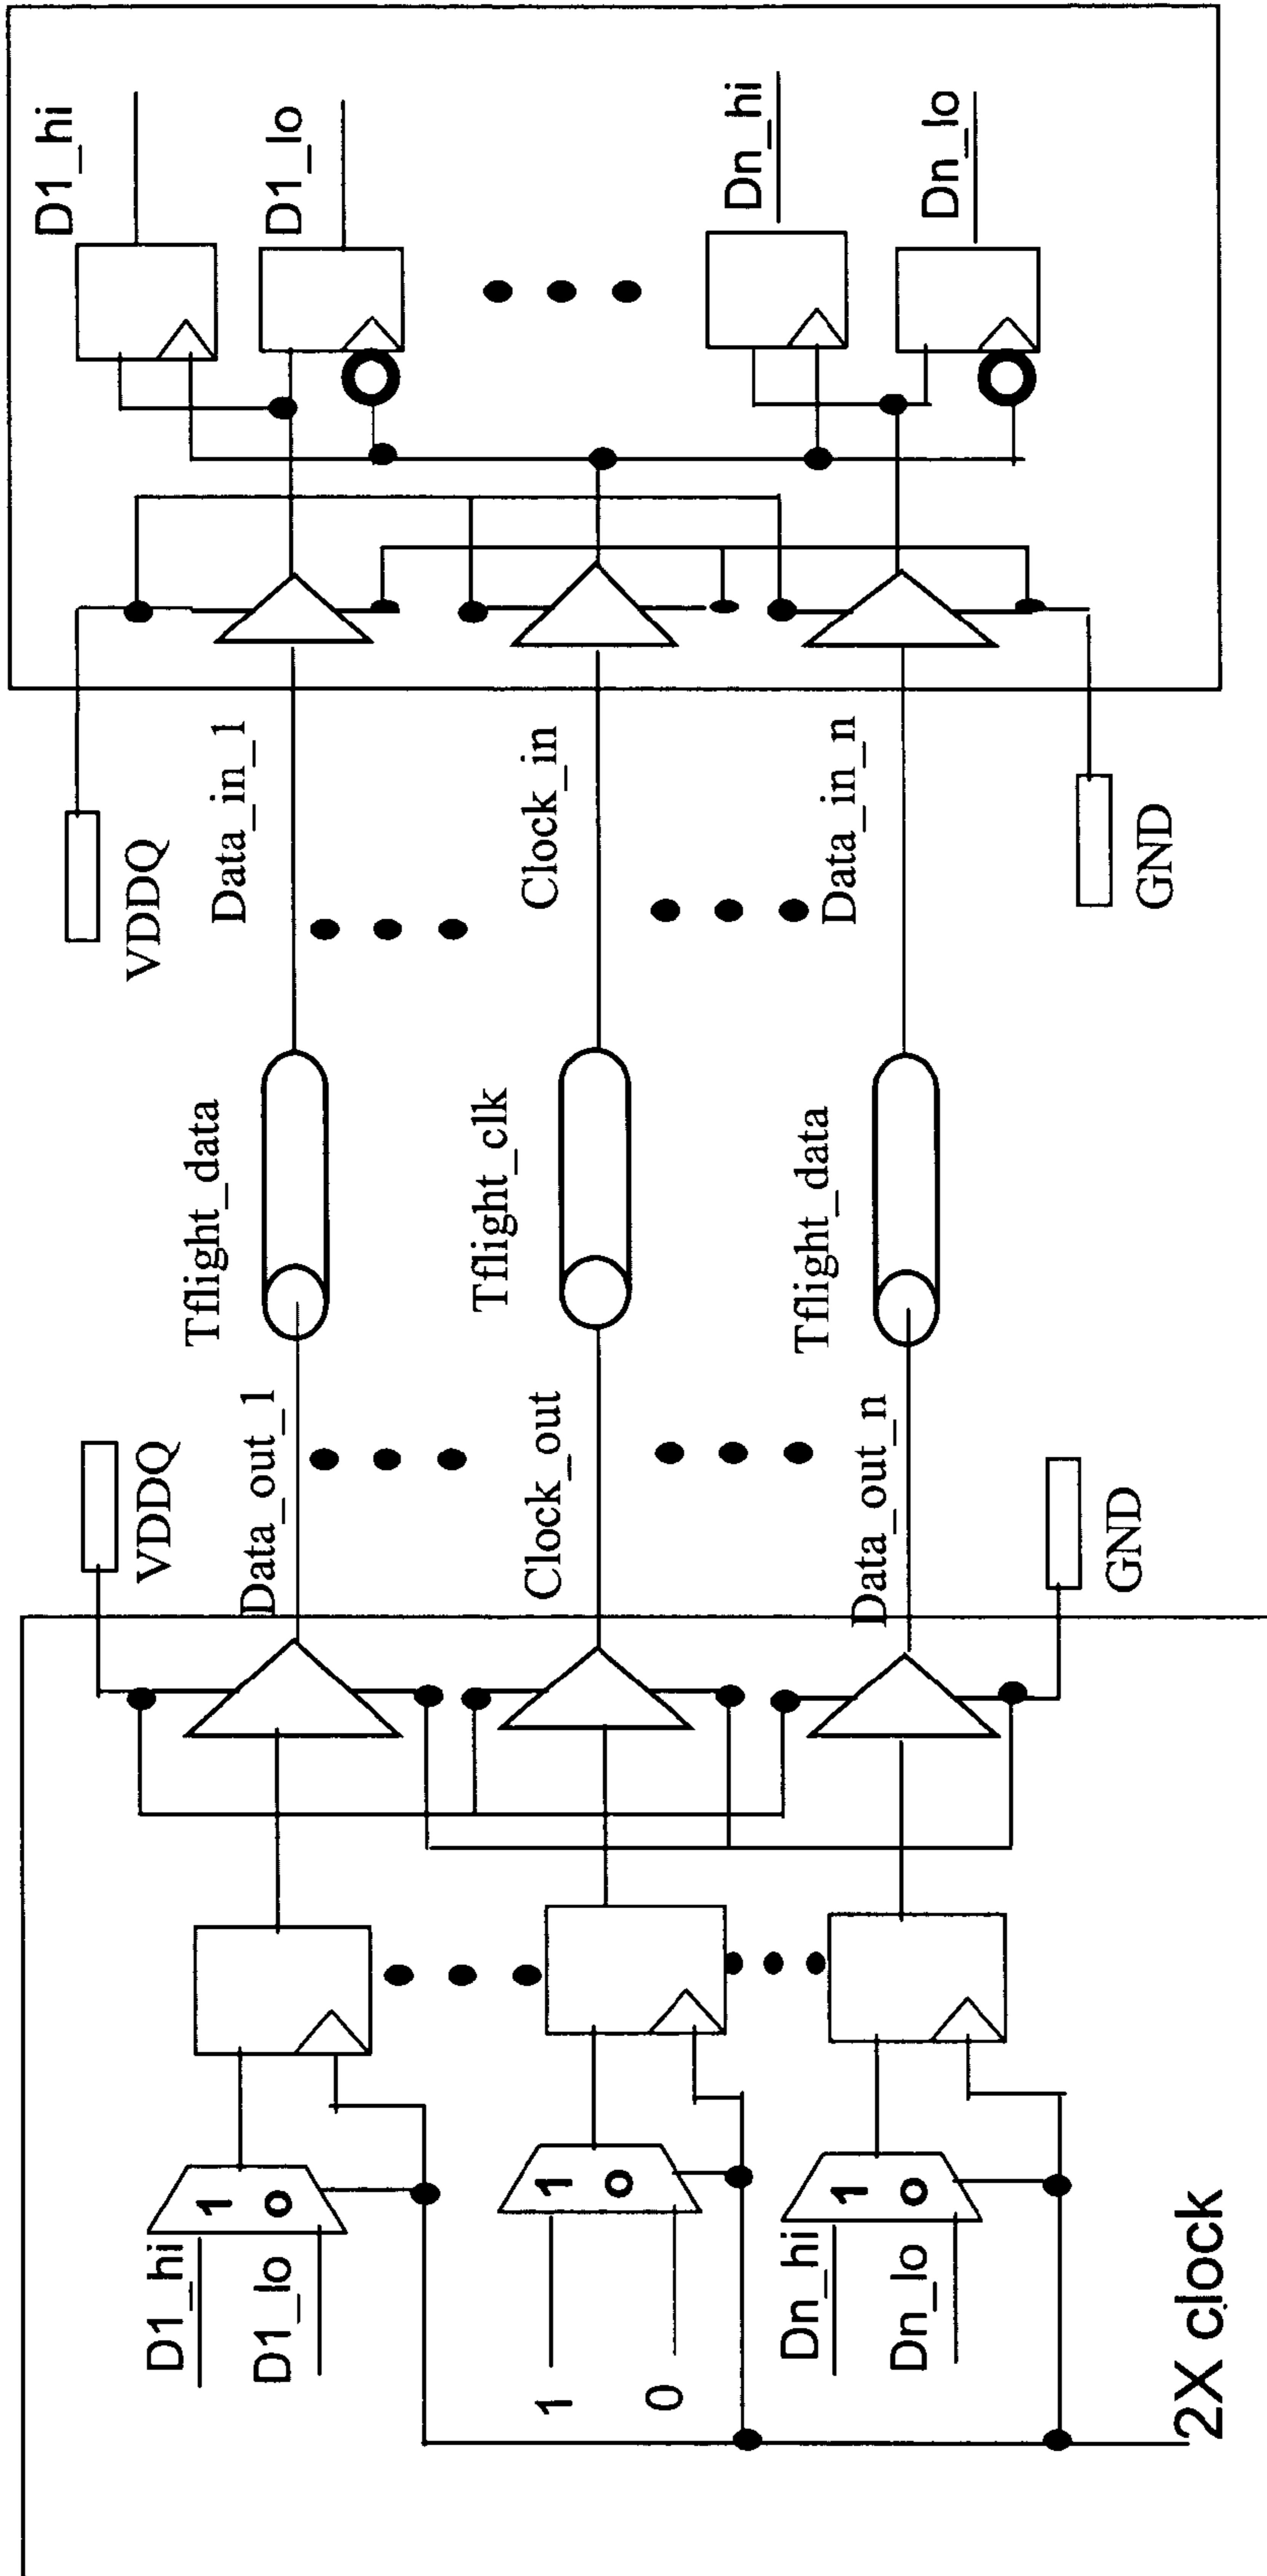 D1_hi
D1_lo
1
0
1
0
Dn_hi
Dn_lo
1
0
1
0
2X clock
VDDQ
Data_out_1
Clock_out
Data_out_n
GND
Tflight_data
Tflight_clk
Tflight_data
VDDQ
Data_in_1
Clock_in
Data_in_n
GND
D1_hi
D1_lo
Dn_hi
Dn_lo